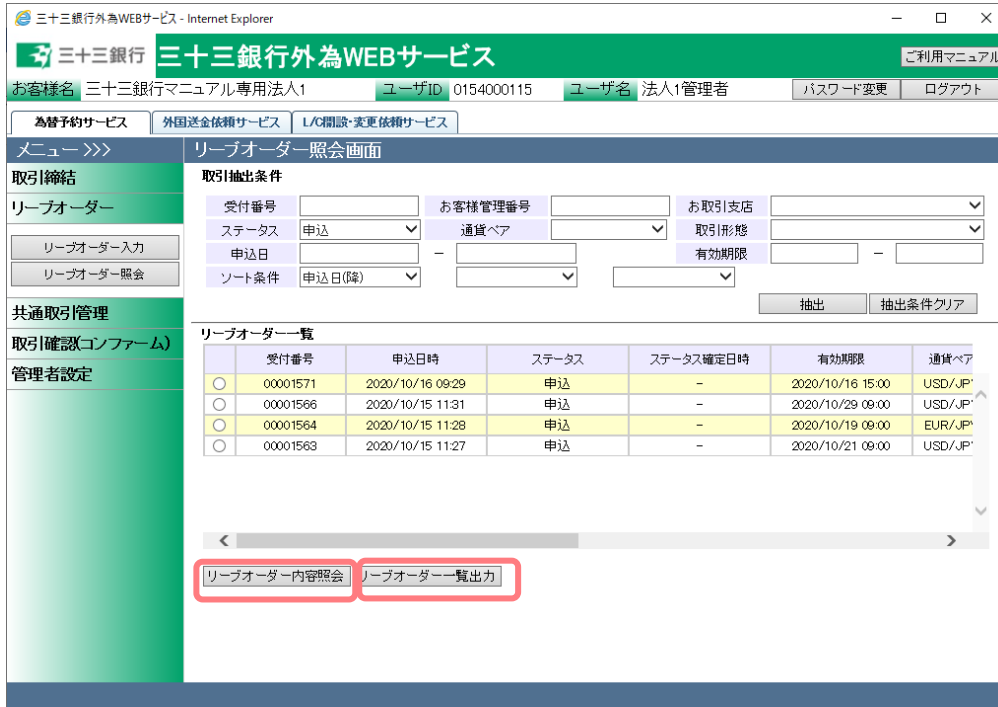 三十三銀行外為WEBサービス - Internet Explorer
三十三銀行 三十三銀行外為WEBサービス ご利用マニュアル
お客様名 三十三銀行マニュアル専用法人1 ユーザID 0154000115 ユーザ名 法人1管理者 パスワード変更 ログアウト
為替予約サービス 外国送金依頼サービス L/C開設・変更依頼サービス
メニュー >>> リーブオーダー照会画面
取引締結
リーブオーダー
リーブオーダー入力
リーブオーダー照会
共通取引管理
取引確認(コンファーム)
管理者設定
取引抽出条件
受付番号 お客様管理番号 お取引支店
ステータス 申込 通貨ペア 取引形態
申込日 − 有効期限 −
ソート条件 申込日(降)
抽出 抽出条件クリア
リーブオーダー一覧
受付番号 申込日時 ステータス ステータス確定日時 有効期限 通貨ペア
00001571 2020/10/16 09:29 申込 − 2020/10/16 15:00 USD/JP
00001566 2020/10/15 11:31 申込 − 2020/10/29 09:00 USD/JP
00001564 2020/10/15 11:28 申込 − 2020/10/19 09:00 EUR/JP
00001563 2020/10/15 11:27 申込 − 2020/10/21 09:00 USD/JP
リーブオーダー内容照会 リーブオーダー一覧出力